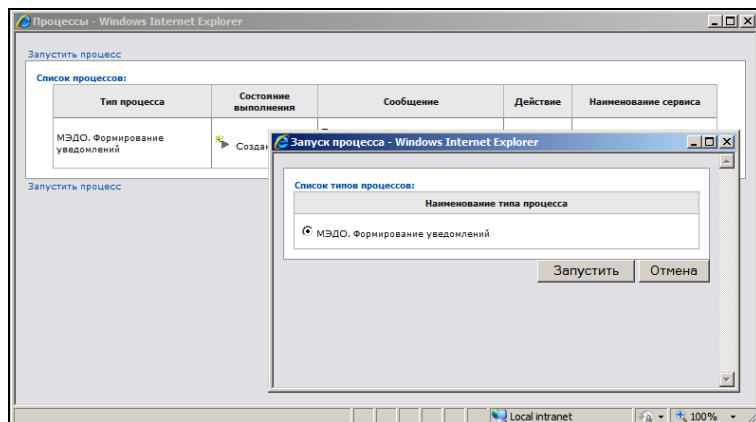 Процессы - Windows Internet Explorer
Запустить процесс
Список процессов:
Тип процесса
Состояние
выполнения
Сообщение
Действие
Наименование сервиса
МЭДО. Формирование
уведомлений
Запустить процесс
Запуск процесса - Windows Internet Explorer
Список типов процессов:
Наименование типа процесса
МЭДО. Формирование уведомлений
Запустить
Отмена
Local intranet
100%